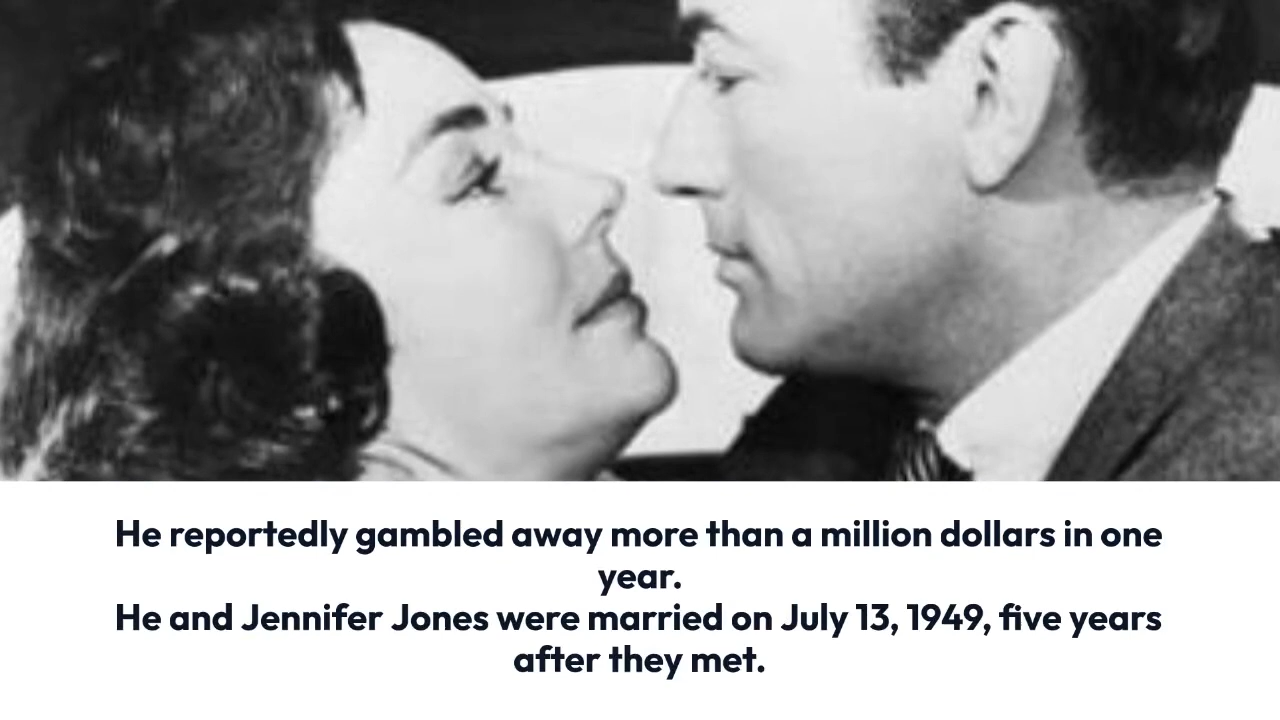 He reportedly gambled away more than a million dollars in one
year.
He and Jennifer Jones were married on July 13, 1949, five years
after they met.